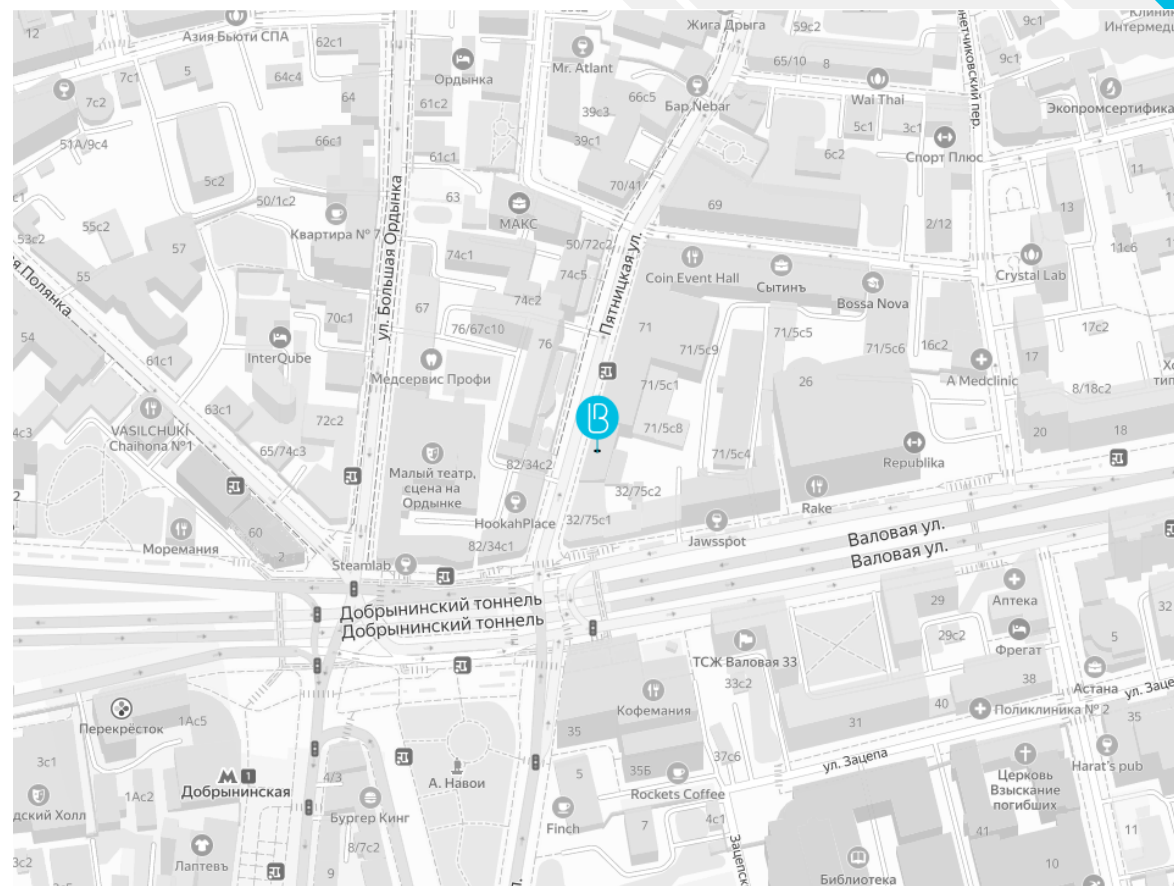 Жига Дрыга
59с2
9с1
Интермеди
12
Азия Бьюти СПА
62с1
Mr. Atlant
65/10
8
9с1
7с1
5
64с4
Ордынка
Wai Thai
Экопромсертифика
7с2
64
61с2
39с3
66с5
Бар Nebar
5с1
3с1
51А/9с4
66с1
39с1
Спорт Плюс
61с1
6с2
11
5с2
70/41
50/1с2
63
МАКС
69
13
Квартира № 7
2/12
55с2
53с2
57
ул. Большая Ордынка
74с1
50/72с2
Пятницкая ул.
Coin Event Hall
Сытинъ
Bossa Nova
Crystal Lab
11с6
55
74с5
74с2
67
70с1
76/67с10
71
71/5с5
17с2
54
InterQube
76
71/5с9
71/5с6
16с2
61с1
Медсервис Профи
71/5с1
26
A Medclinic
17
8/18с2
63с1
VASILCHUKI
Chaihona №1
72с2
71/5с8
20
18
65/74с3
Малый театр,
сцена на
Ордынке
82/34с2
71/5с4
Republika
32/75с2
HookahPlace
32/75с1
Rake
60
2
Моремания
82/34с1
Jawsspot
Валовая ул.
Валовая ул.
Steamlab
Добрынинский тоннель
Добрынинский тоннель
29
Аптека
32
29с2
5
Фрегат
ТСЖ Валовая 33
33с2
38
Астана
ул. Заце
Кофемания
40
Поликлиника № 2
Перекрёсток
1Ас5
35
31
35
3с1
35Б
37с6
ул. Зацепа
Церковь
Взыскание
погибших
Harat's pub
1
Добрынинская
4/3
А. Навои
5
Rockets Coffee
1Ас2
дский Холл
Бургер Кинг
Finch
7
4с1
11
Зацепск
41
Лаптевъ
8/7с2
9
Библиотека
10